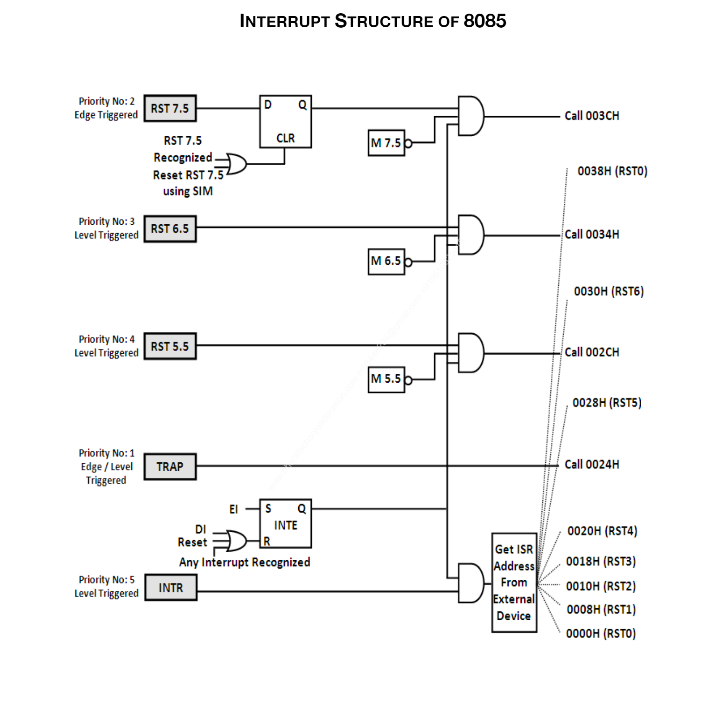 INTERRUPT STRUCTURE OF 8085
Priority No: 2
Edge Triggered
RST 7.5
D Q
CLR
M 7.5
Call 003CH
RST 7.5
Recognized
Reset RST 7.5
using SIM
0038H (RST0)
Priority No: 3
Level Triggered
RST 6.5
M 6.5
Call 0034H
0030H (RST6)
Priority No: 4
Level Triggered
RST 5.5
M 5.5
Call 002CH
0028H (RST5)
Priority No: 1
Edge / Level
Triggered
TRAP
Call 0024H
EI
S Q
INTE
R
DI
Reset
Any Interrupt Recognized
Priority No: 5
Level Triggered
INTR
Get ISR
Address
From
External
Device
0020H (RST4)
0018H (RST3)
0010H (RST2)
0008H (RST1)
0000H (RST0)